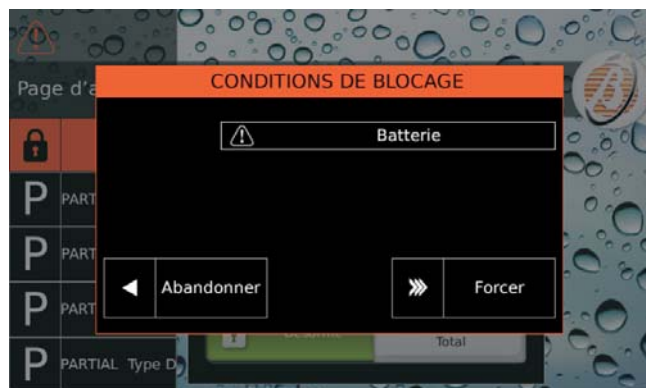 Page d'a
CONDITIONS DE BLOCAGE
Batterie
P PART
P PART
Abandonner
Forcer
P PART
Total
P PARTIAL Type D